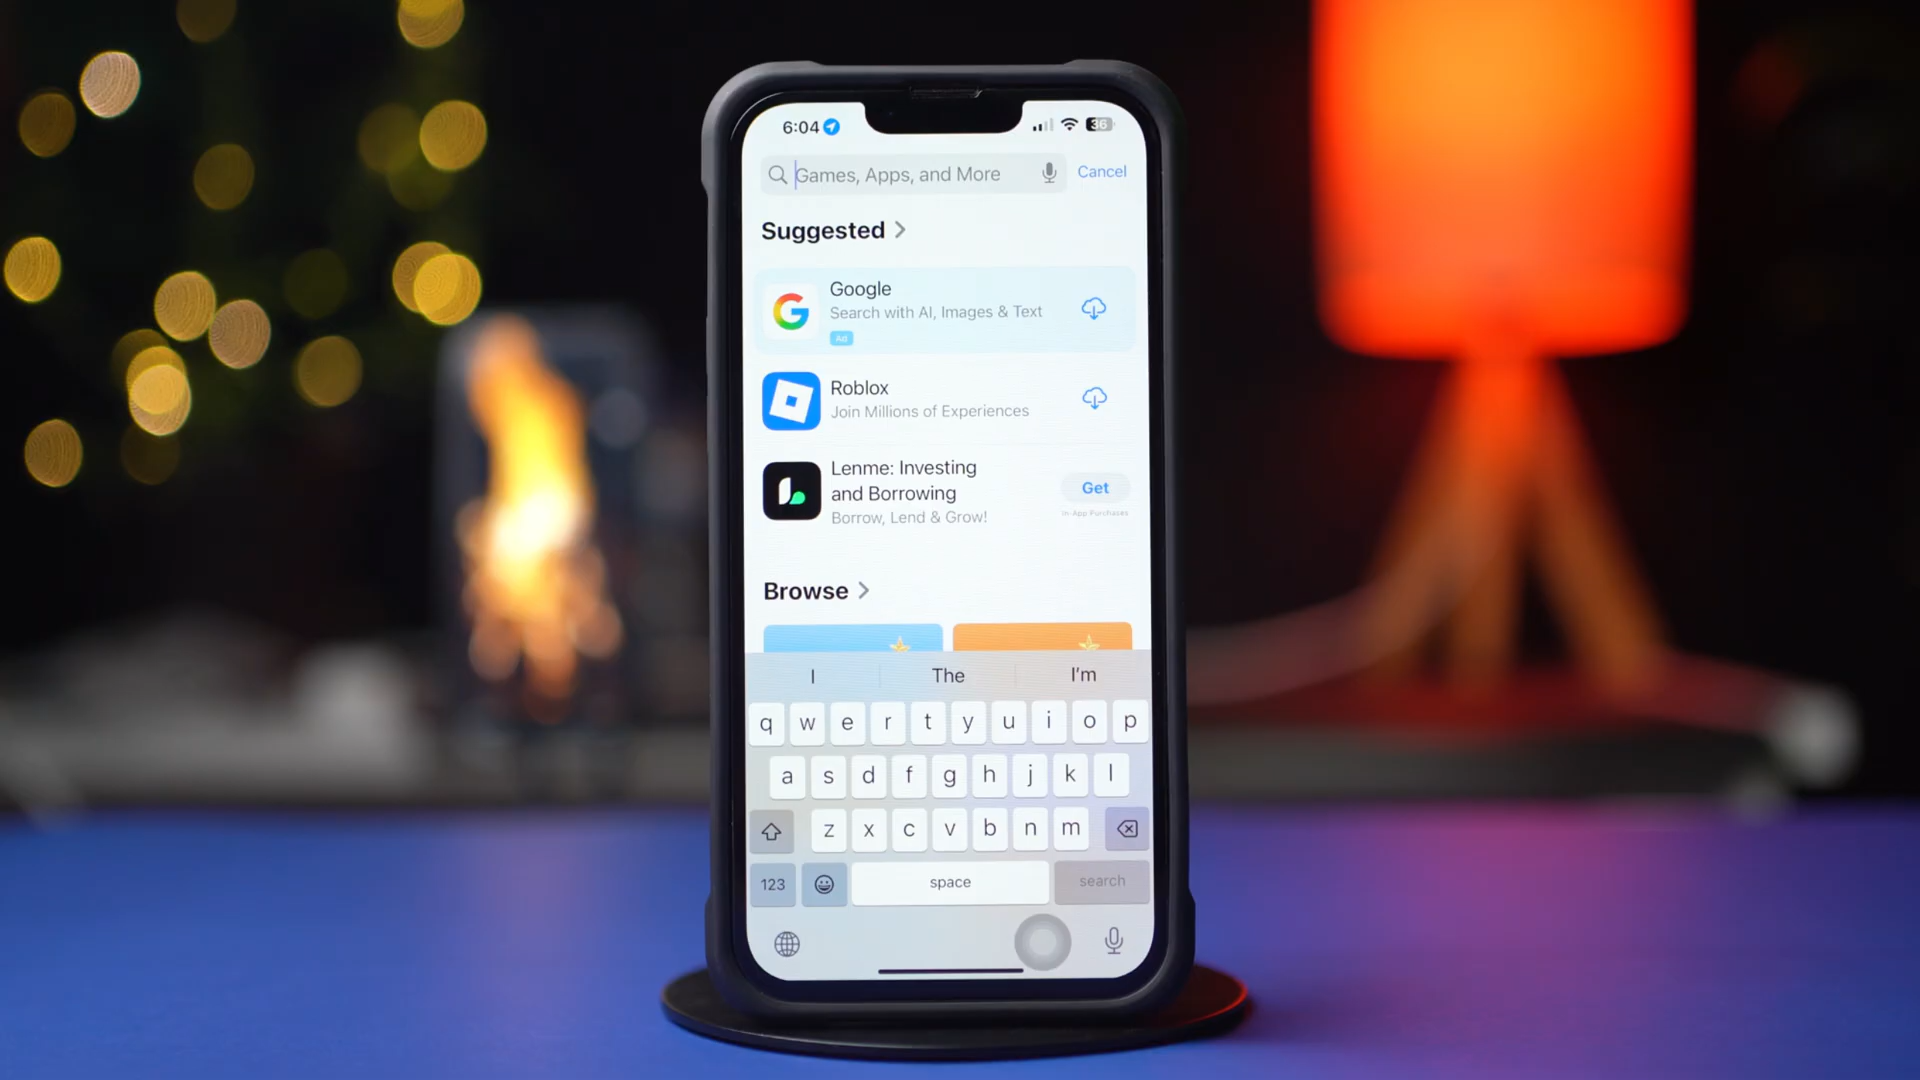 6:04
36
Games, Apps, and More
Cancel
Suggested
Google
Search with AI, Images & Text
Ad
Roblox
Join Millions of Experiences
Lenme: Investing
and Borrowing
Borrow, Lend & Grow!
Get
In-App Purchases
Browse
I The I'm
q w e r t y u i o p
a s d f g h j k l
z x c v b n m
123 space search